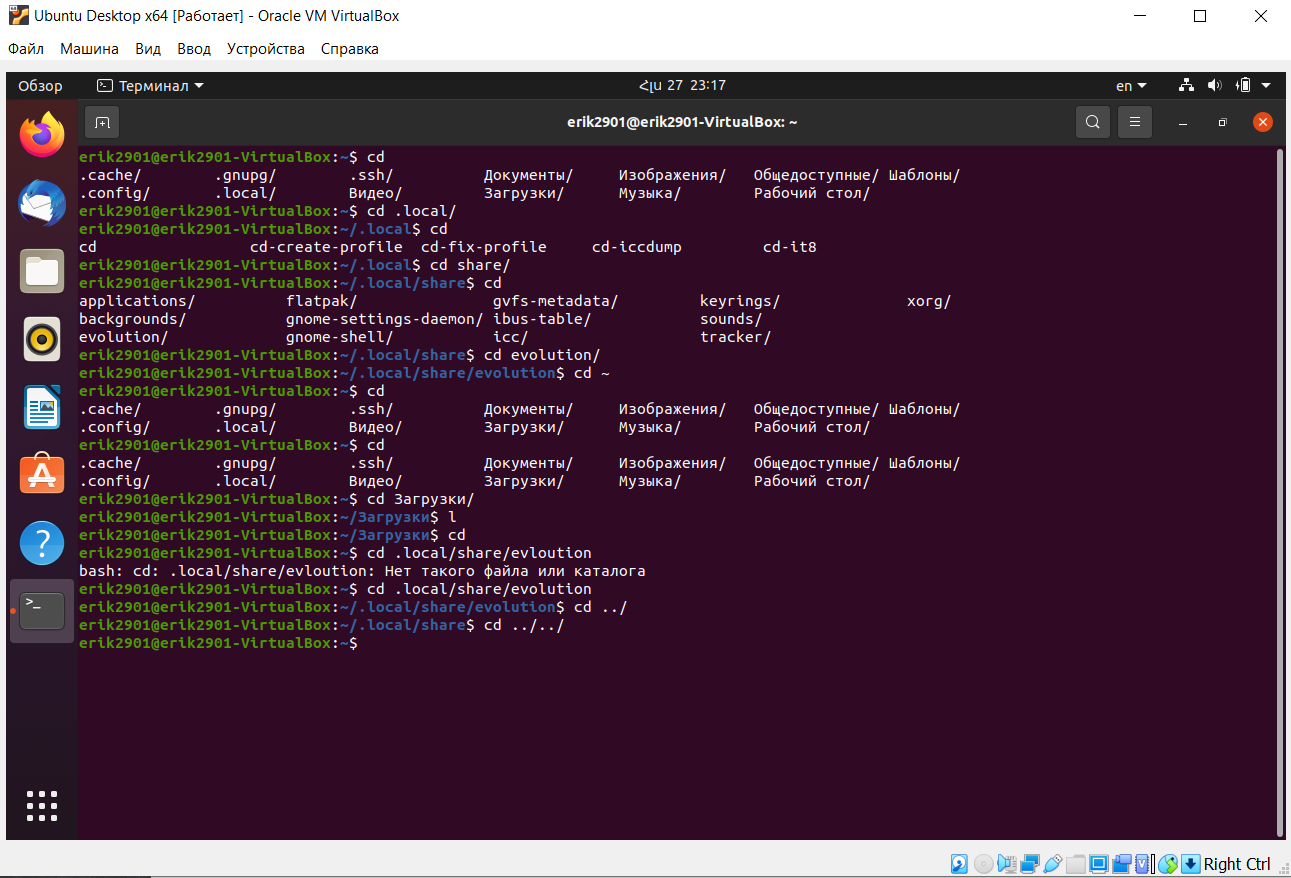 Ubuntu Desktop x64 [Работает] - Oracle VM VirtualBox
Файл Машина Вид Ввод Устройства Справка
Обзор Терминал Հլս 27 23:17 en
erik2901@erik2901-VirtualBox: ~
erik2901@erik2901-VirtualBox:~$ cd
.cache/ .gnupg/ .ssh/ Документы/ Изображения/ Общедоступные/ Шаблоны/
.config/ .local/ Видео/ Загрузки/ Музыка/ Рабочий стол/
erik2901@erik2901-VirtualBox:~$ cd .local/
erik2901@erik2901-VirtualBox:~/.local$ cd
cd cd-create-profile cd-fix-profile cd-iccdump cd-it8
erik2901@erik2901-VirtualBox:~/.local$ cd share/
erik2901@erik2901-VirtualBox:~/.local/share$ cd
applications/ flatpak/ gvfs-metadata/ keyrings/ xorg/
backgrounds/ gnome-settings-daemon/ ibus-table/ sounds/
evolution/ gnome-shell/ icc/ tracker/
erik2901@erik2901-VirtualBox:~/.local/share$ cd evolution/
erik2901@erik2901-VirtualBox:~/.local/share/evolution$ cd ~
erik2901@erik2901-VirtualBox:~$ cd
.cache/ .gnupg/ .ssh/ Документы/ Изображения/ Общедоступные/ Шаблоны/
.config/ .local/ Видео/ Загрузки/ Музыка/ Рабочий стол/
erik2901@erik2901-VirtualBox:~$ cd
.cache/ .gnupg/ .ssh/ Документы/ Изображения/ Общедоступные/ Шаблоны/
.config/ .local/ Видео/ Загрузки/ Музыка/ Рабочий стол/
erik2901@erik2901-VirtualBox:~$ cd Загрузки/
erik2901@erik2901-VirtualBox:~/Загрузки$ l
erik2901@erik2901-VirtualBox:~/Загрузки$ cd
erik2901@erik2901-VirtualBox:~$ cd .local/share/evloution
bash: cd: .local/share/evloution: Нет такого файла или каталога
erik2901@erik2901-VirtualBox:~$ cd .local/share/evolution
erik2901@erik2901-VirtualBox:~/.local/share/evolution$ cd ../
erik2901@erik2901-VirtualBox:~/.local/share$ cd ../../
erik2901@erik2901-VirtualBox:~$
Right Ctrl